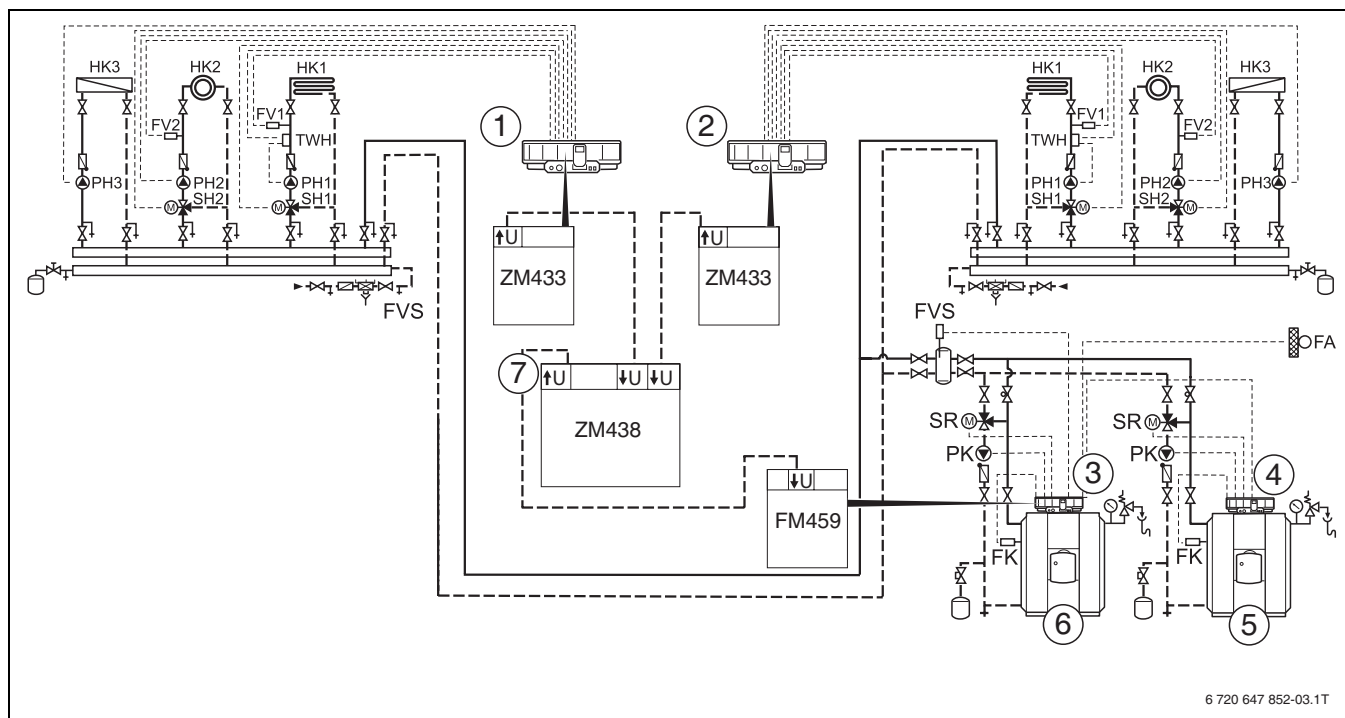 HK3
HK2
HK1
FV2
FV1
TWH
PH3
PH2
PH1
SH2
SH1
M
M
FVS
1
2
HK1
HK2
HK3
FV1
FV2
TWH
PH1
PH2
PH3
SH1
SH2
M
M
↑U
ZM433
↑U
ZM433
7
↑U
↓U
↓U
ZM438
↓U
FM459
FVS
FA
SR
M
SR
M
PK
PK
3
4
FK
FK
6
5
6 720 647 852-03.1T